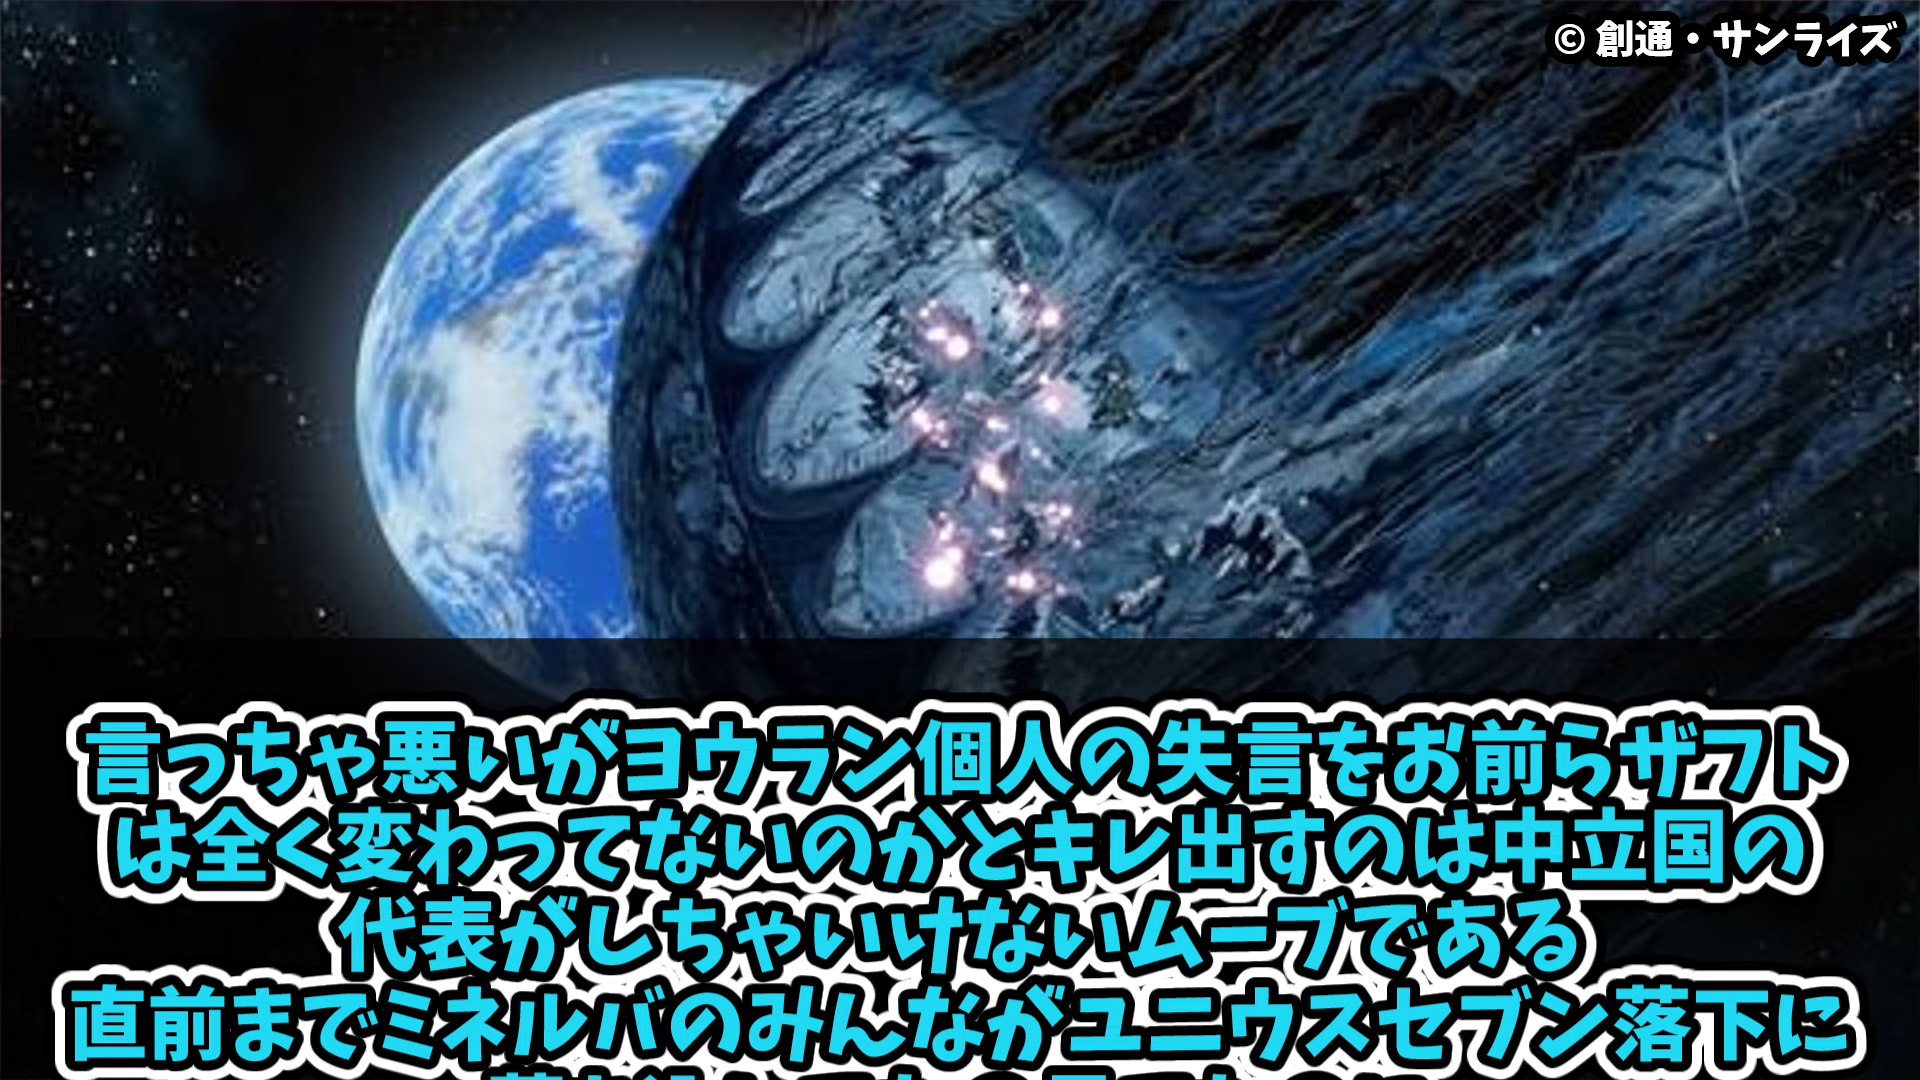 © 創通・サンライズ
言っちゃ悪いがヨウラン個人の失言をお前らザフト
は全く変わってないのかとキレ出すのは中立国の
代表がしちゃいけないムーブである
直前までミネルバのみんながユニウスセブン落下に